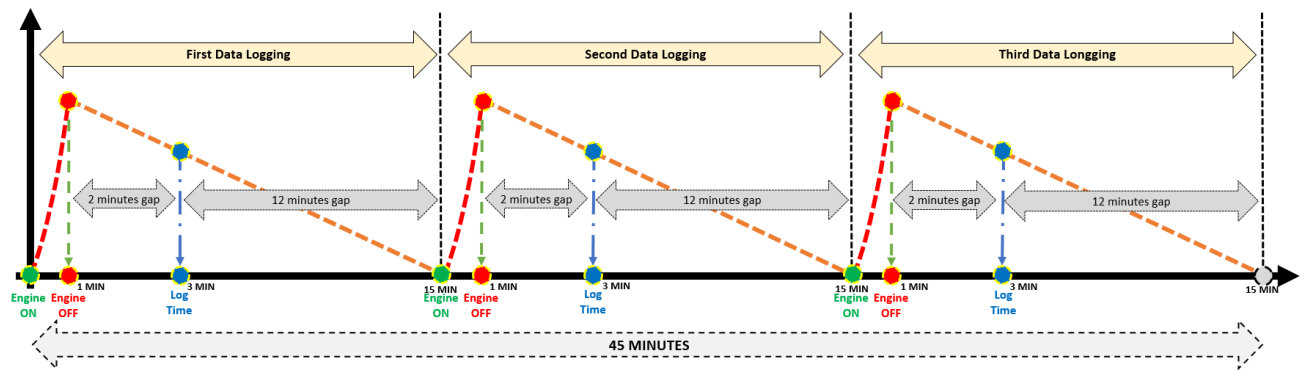 First Data Logging
Second Data Logging
Third Data Longging
2 minutes gap
12 minutes gap
2 minutes gap
12 minutes gap
2 minutes gap
12 minutes gap
1 MIN
3 MIN
15 MIN
1 MIN
3 MIN
15 MIN
1 MIN
3 MIN
15 MIN
Engine
ON
Engine
OFF
Log
Time
Engine
ON
Engine
OFF
Log
Time
Engine
ON
Engine
OFF
Log
Time
45 MINUTES